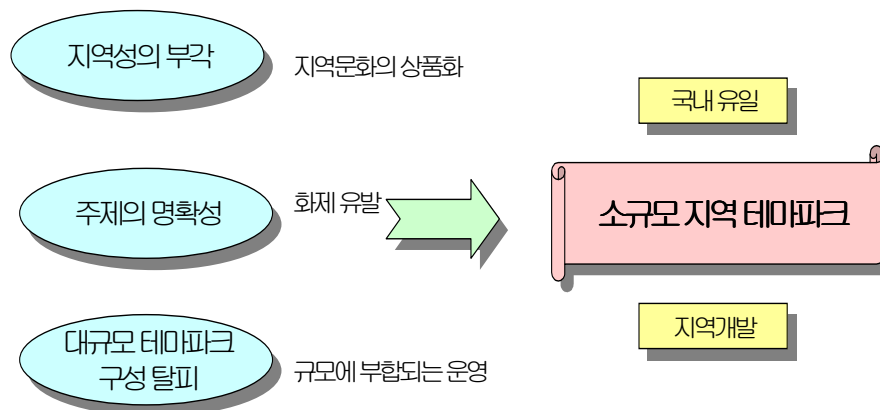 지역성의 부각
지역문화의 상품화
국내 유일
주제의 명확성
화제 유발
소규모 지역 테마파크
대규모 테마파크
구성 탈피
규모에 부합되는 운영
지역개발